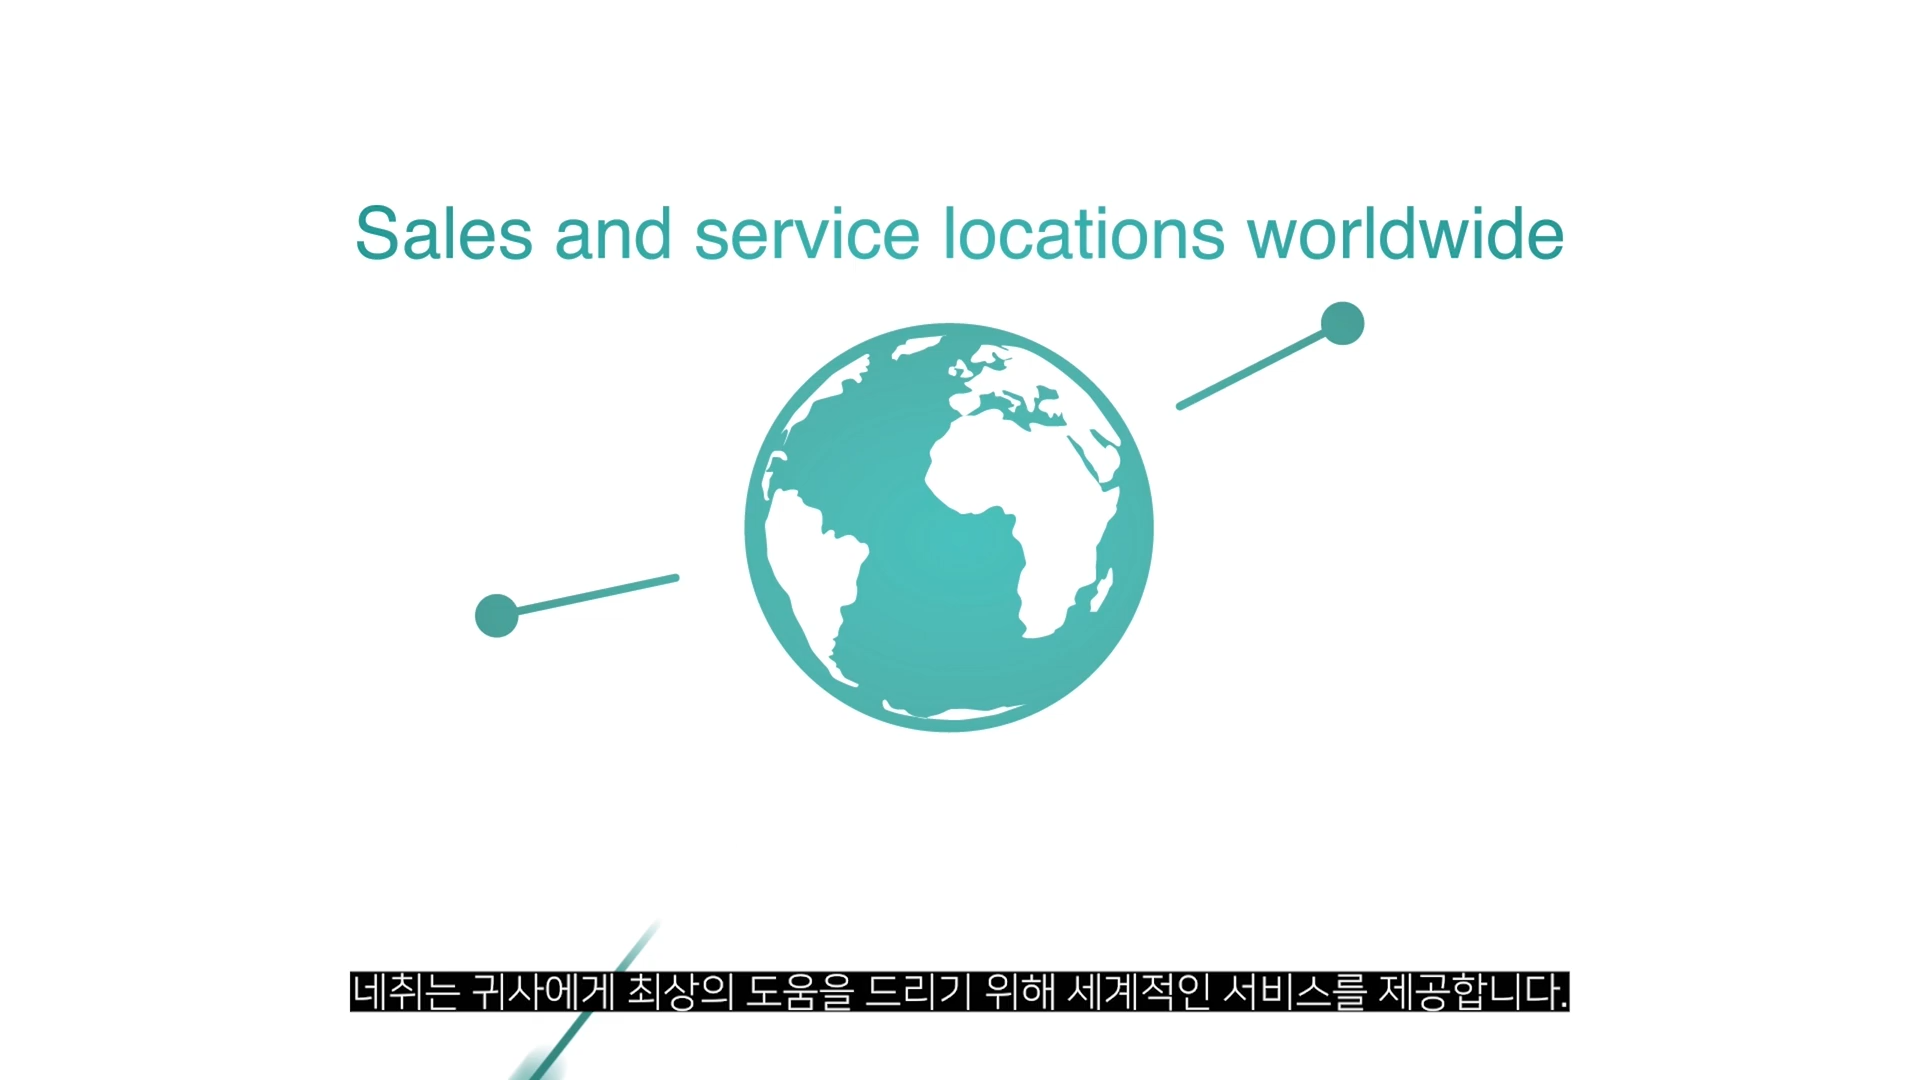 Sales and service locations worldwide
네취는 귀사에게 최상의 도움을 드리기 위해 세계적인 서비스를 제공합니다.